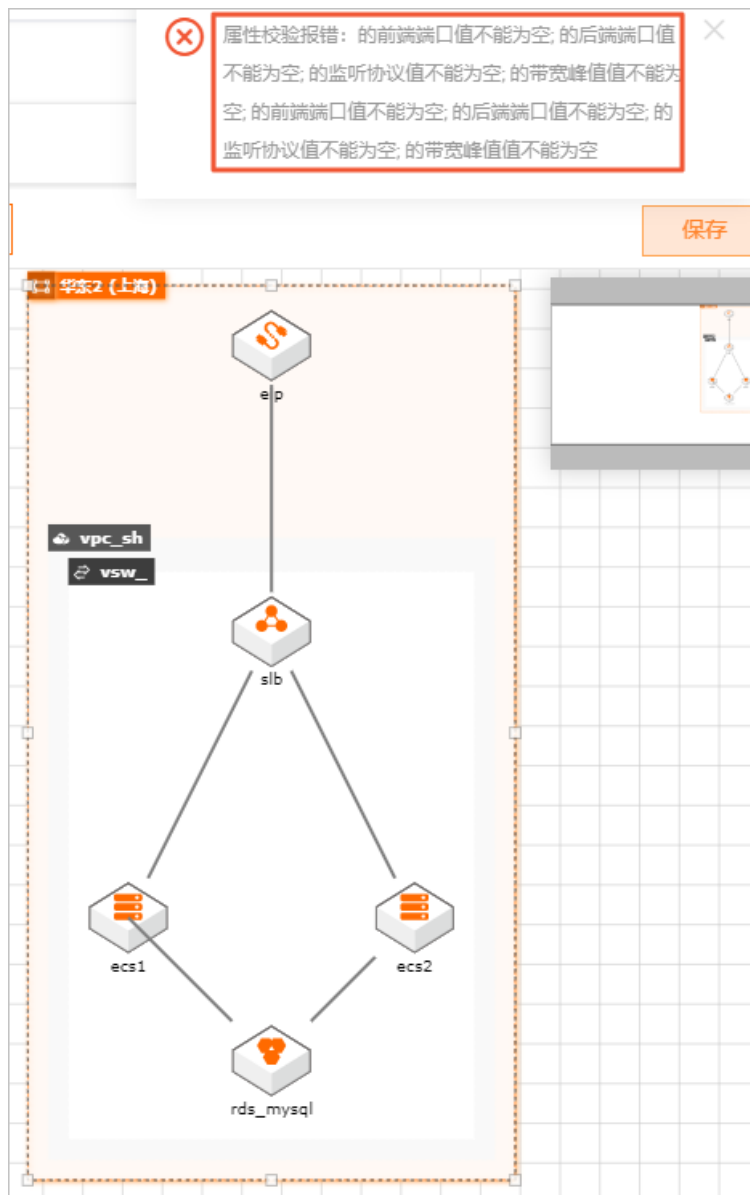 属性校验报错：的前端端口值不能为空; 的后端端口值
不能为空; 的监听协议值不能为空; 的带宽峰值值不能为
空; 的前端端口值不能为空; 的后端端口值不能为空; 的
监听协议值不能为空; 的带宽峰值值不能为空
保存
华东2 (上海)
eip
vpc_sh
vsw_
slb
ecs1
ecs2
rds_mysql